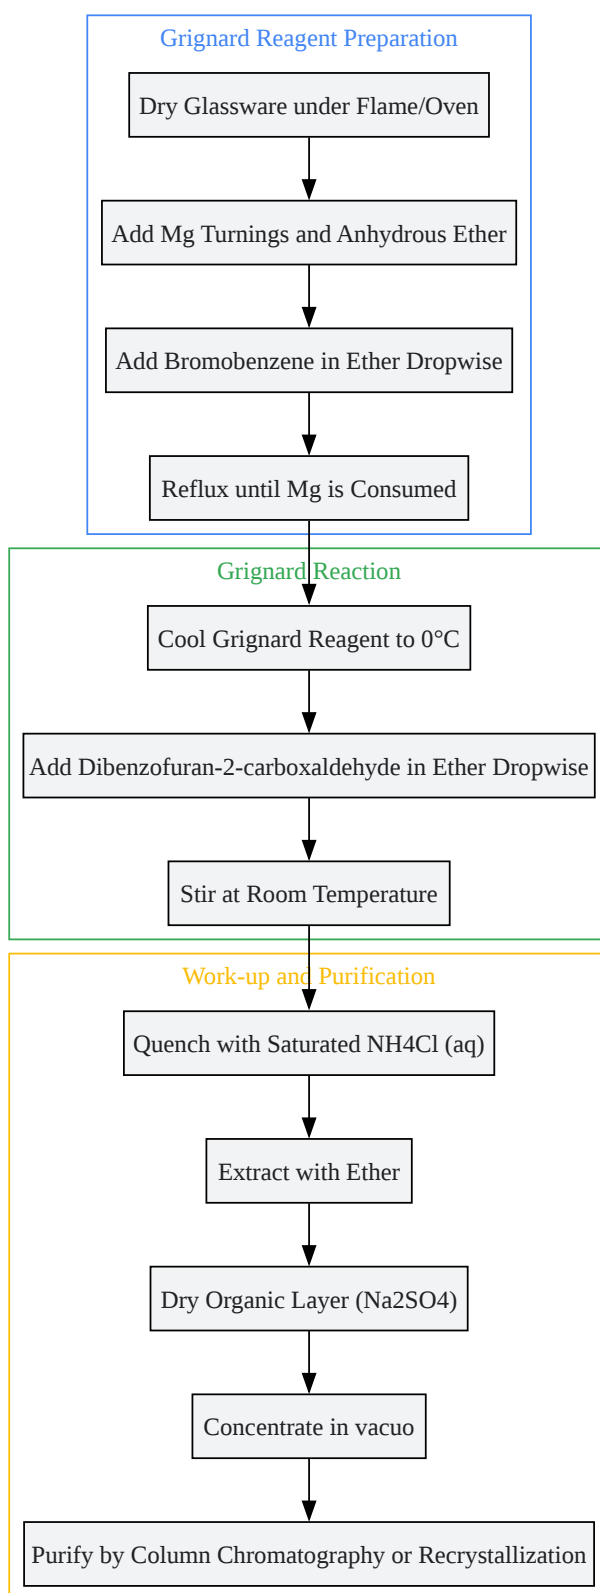 Grignard Reagent Preparation
Dry Glassware under Flame/Oven
Add Mg Turnings and Anhydrous Ether
Add Bromobenzene in Ether Dropwise
Reflux until Mg is Consumed
Grignard Reaction
Cool Grignard Reagent to 0°C
Add Dibenzofuran-2-carboxaldehyde in Ether Dropwise
Stir at Room Temperature
Work-up and Purification
Quench with Saturated NH4Cl (aq)
Extract with Ether
Dry Organic Layer (Na2SO4)
Concentrate in vacuo
Purify by Column Chromatography or Recrystallization